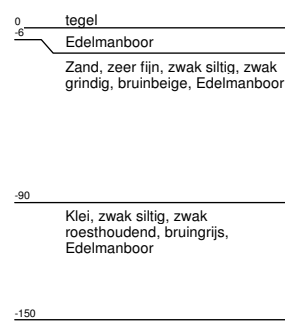 0 tegel
-6
Edelmanboor
Zand, zeer fijn, zwak siltig, zwak
grindig, bruinbeige, Edelmanboor
-90
Klei, zwak siltig, zwak
roesthoudend, bruingrijs,
Edelmanboor
-150